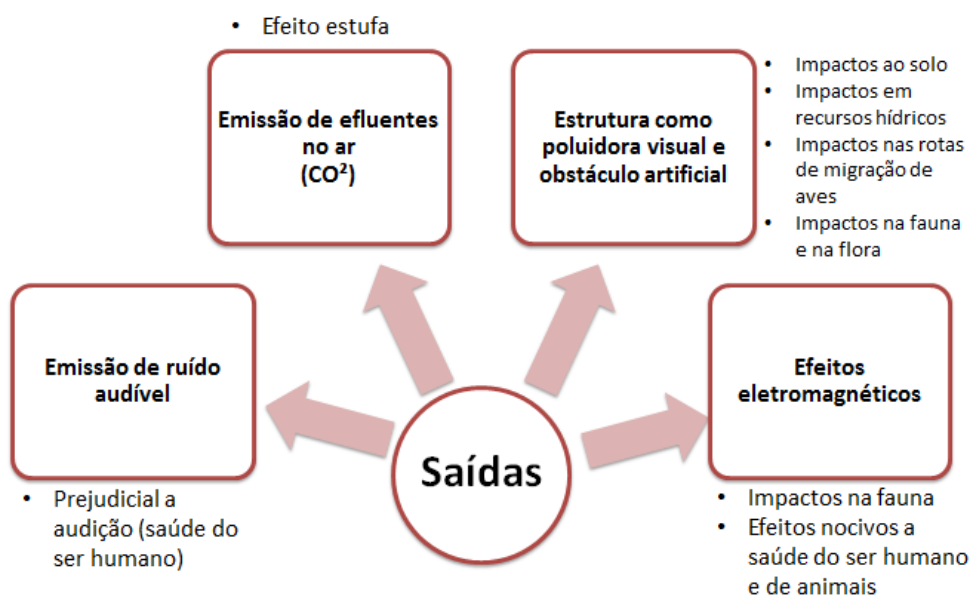 • Efeito estufa
Emissão de efluentes
no ar
(CO²)
Estrutura como
poluidora visual e
obstáculo artificial
• Impactos ao solo
• Impactos em
recursos hídricos
• Impactos nas rotas
de migração de
aves
• Impactos na fauna
e na flora
Emissão de ruído
audível
• Prejudicial a
audição (saúde do
ser humano)
Saídas
Efeitos
eletromagnéticos
• Impactos na fauna
• Efeitos nocivos a
saúde do ser humano
e de animais